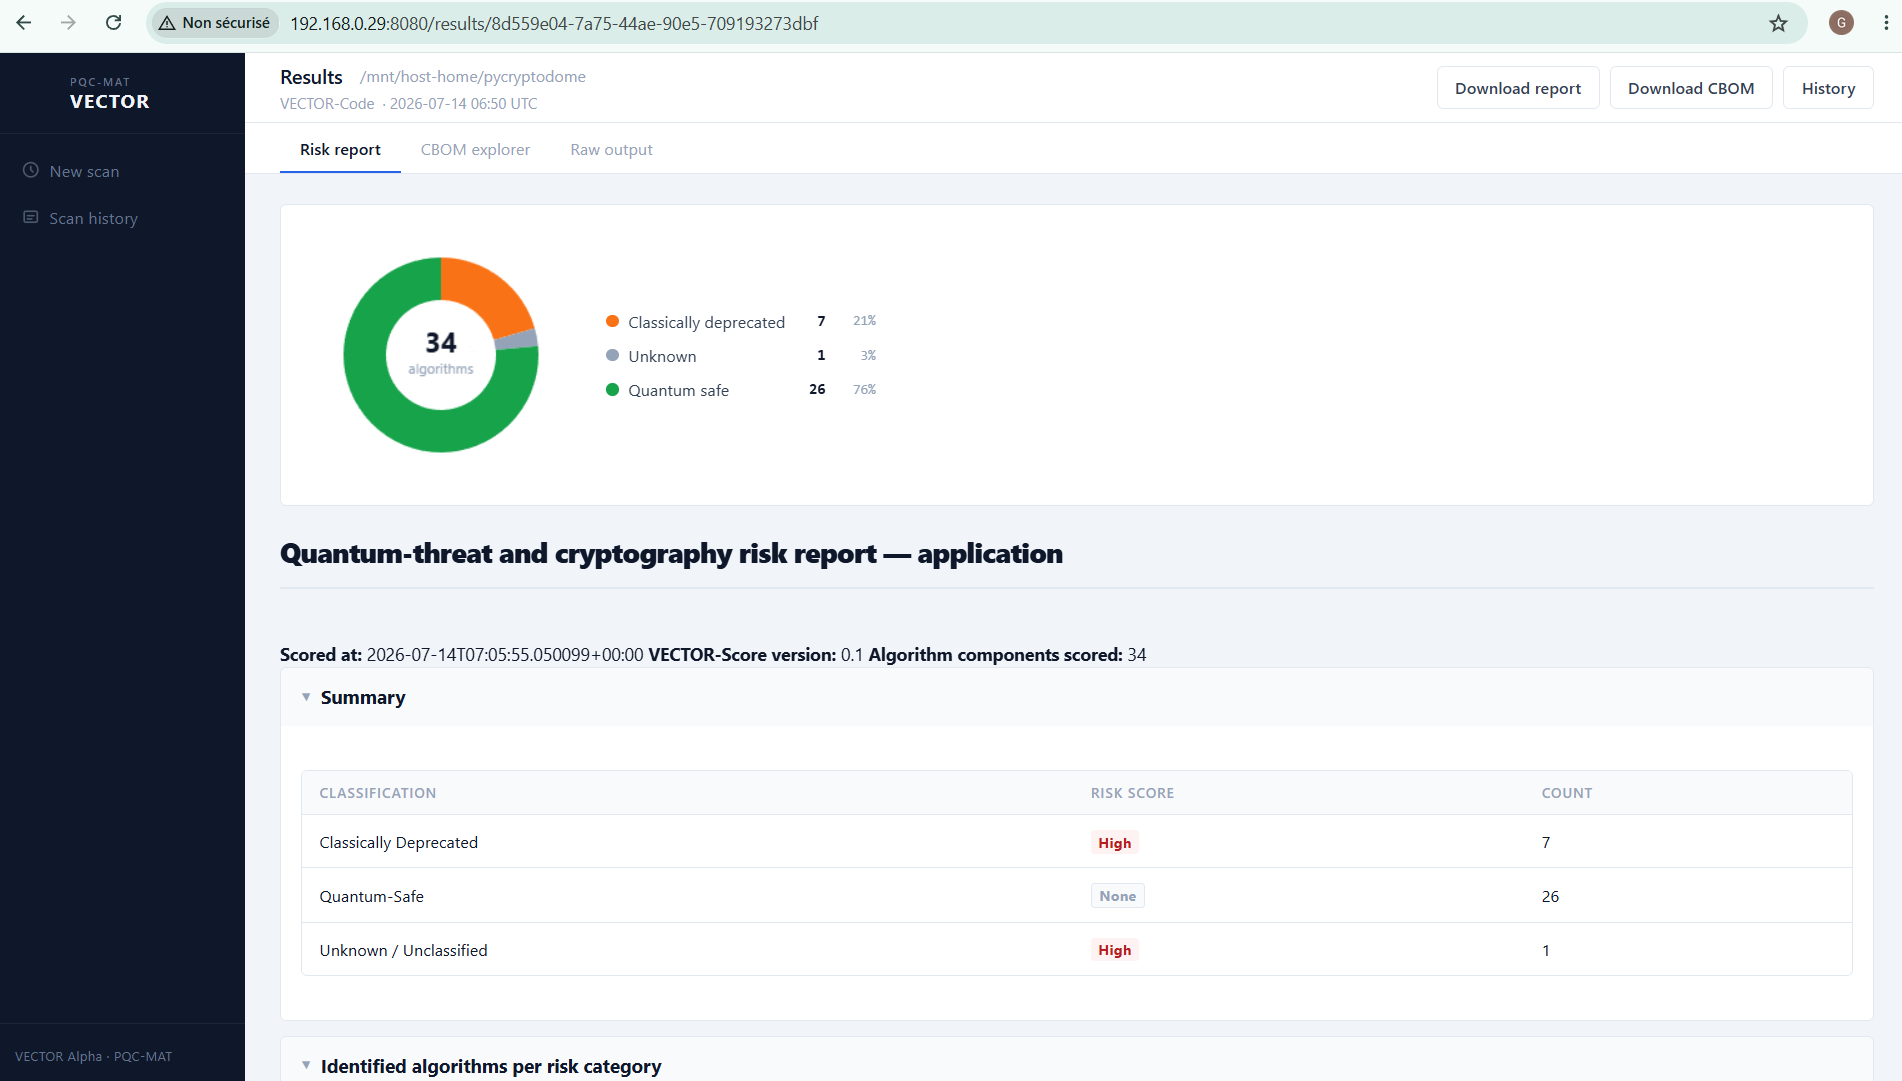 Non sécurisé 192.168.0.29:8080/results/8d559e04-7a75-44ae-90e5-709193273dbf G
PQC-MAT
VECTOR
New scan
Scan history
VECTOR Alpha · PQC-MAT
Results /mnt/host-home/pycryptodome
VECTOR-Code · 2026-07-14 06:50 UTC
Download report Download CBOM History
Risk report CBOM explorer Raw output
34
algorithms
Classically deprecated 7 21%
Unknown 1 3%
Quantum safe 26 76%
Quantum-threat and cryptography risk report — application
Scored at: 2026-07-14T07:05:55.050099+00:00 VECTOR-Score version: 0.1 Algorithm components scored: 34
Summary
CLASSIFICATION RISK SCORE COUNT
Classically Deprecated High 7
Quantum-Safe None 26
Unknown / Unclassified High 1
Identified algorithms per risk category